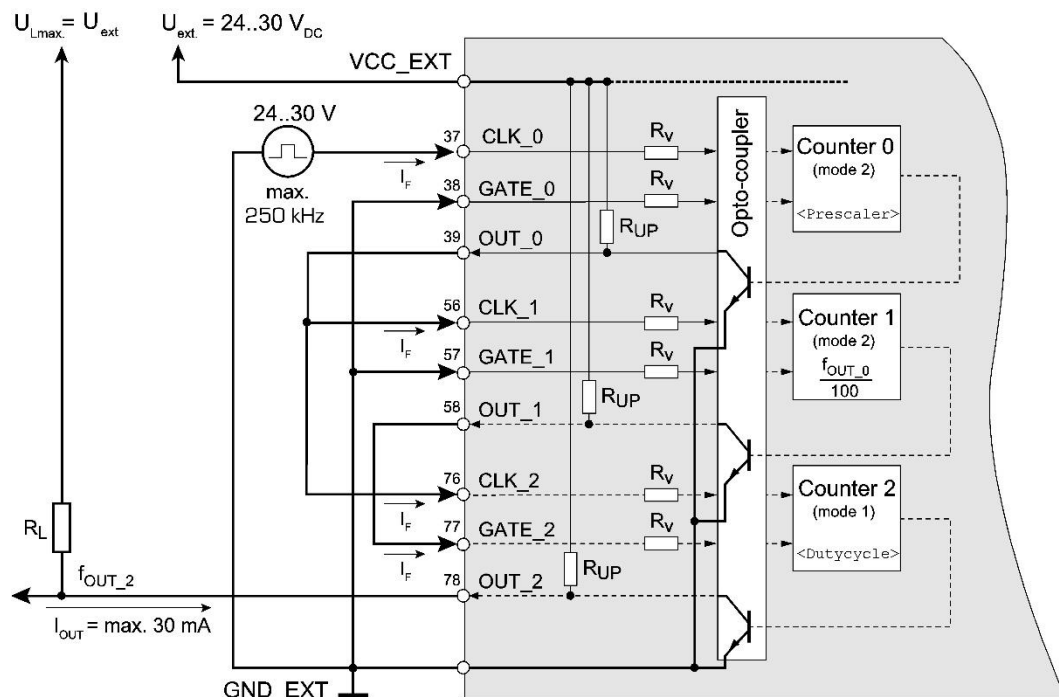 U_Lmax. = U_ext
U_ext. = 24..30 V_DC
VCC_EXT
24..30 V
max.
250 kHz
37
CLK_0
R_V
I_F
38
GATE_0
R_V
39
OUT_0
R_UP
Opto-coupler
Counter 0
(mode 2)
<Prescaler>
56
CLK_1
R_V
I_F
57
GATE_1
R_V
Counter 1
(mode 2)
f_OUT_0
100
58
OUT_1
R_UP
76
CLK_2
R_V
I_F
77
GATE_2
R_V
I_F
Counter 2
(mode 1)
<Dutycycle>
R_L
f_OUT_2
78
OUT_2
R_UP
I_OUT = max. 30 mA
GND_EXT